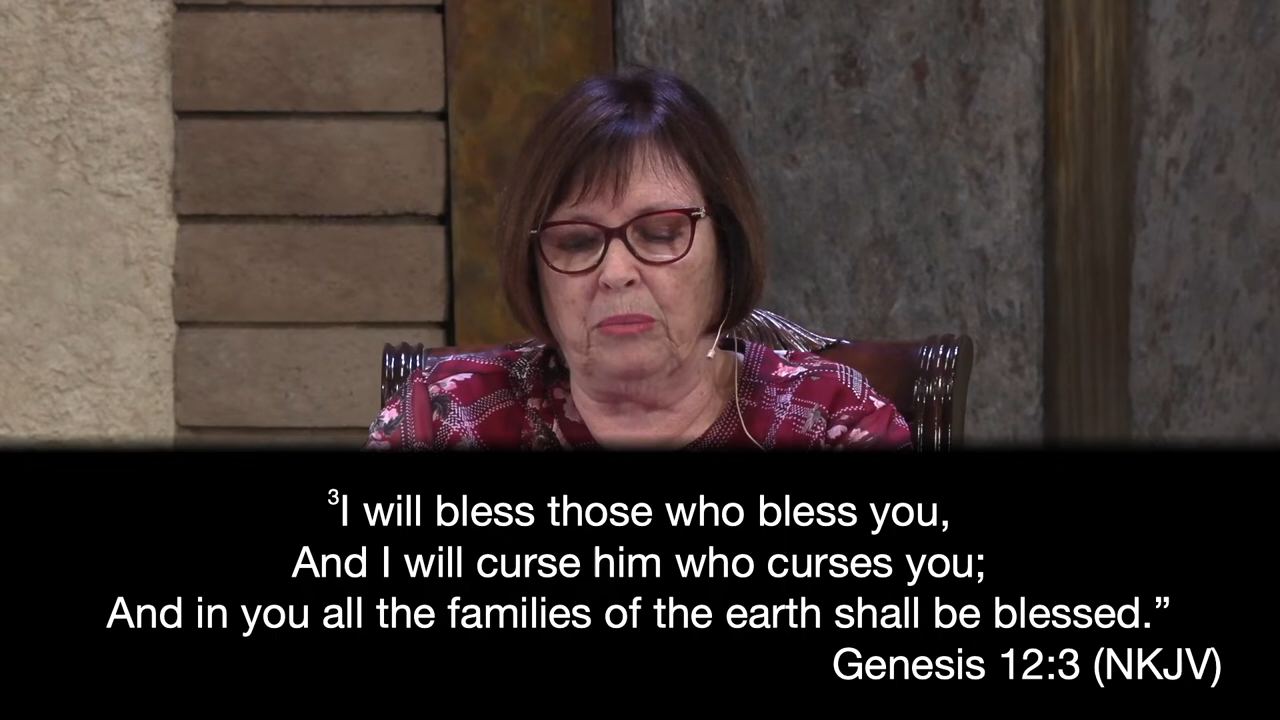 ³I will bless those who bless you,
And I will curse him who curses you;
And in you all the families of the earth shall be blessed.”
Genesis 12:3 (NKJV)